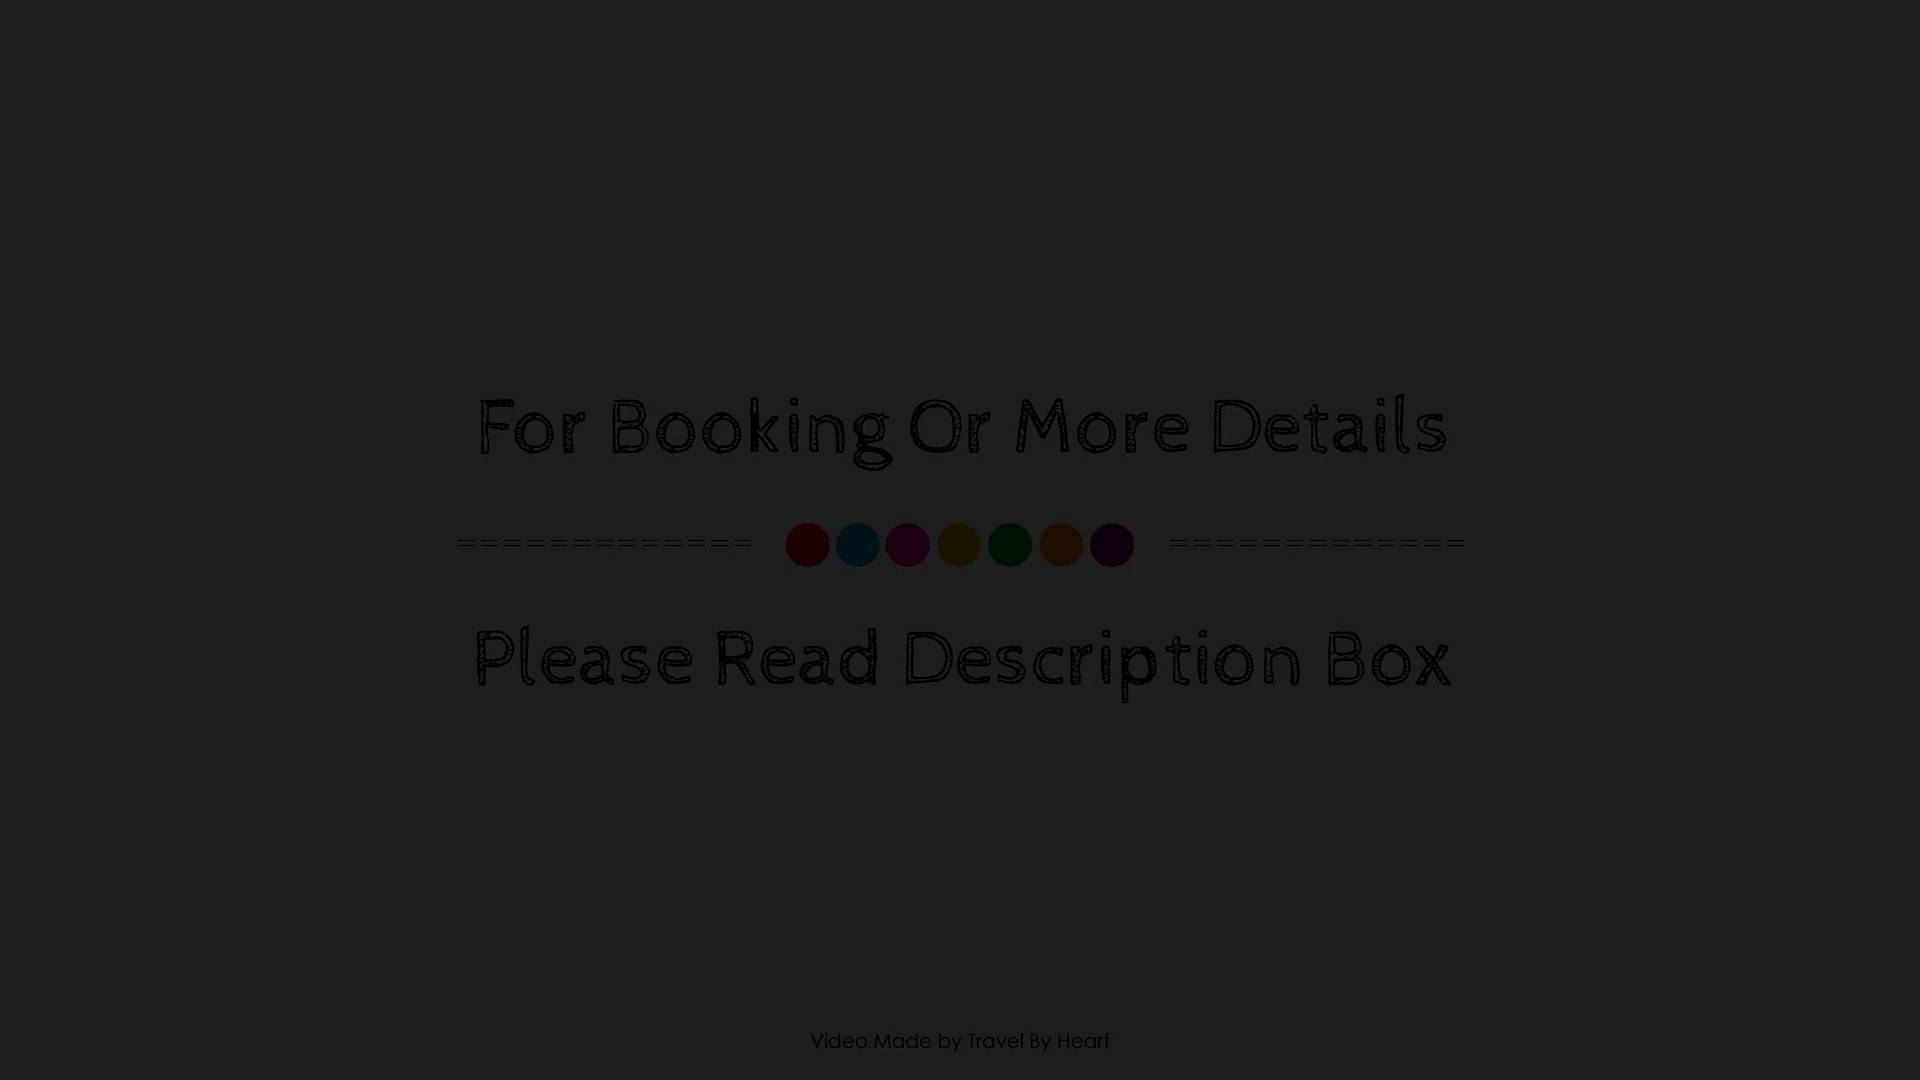 For Booking Or More Details
============= =============
Please Read Description Box
Video Made by Travel By Heart